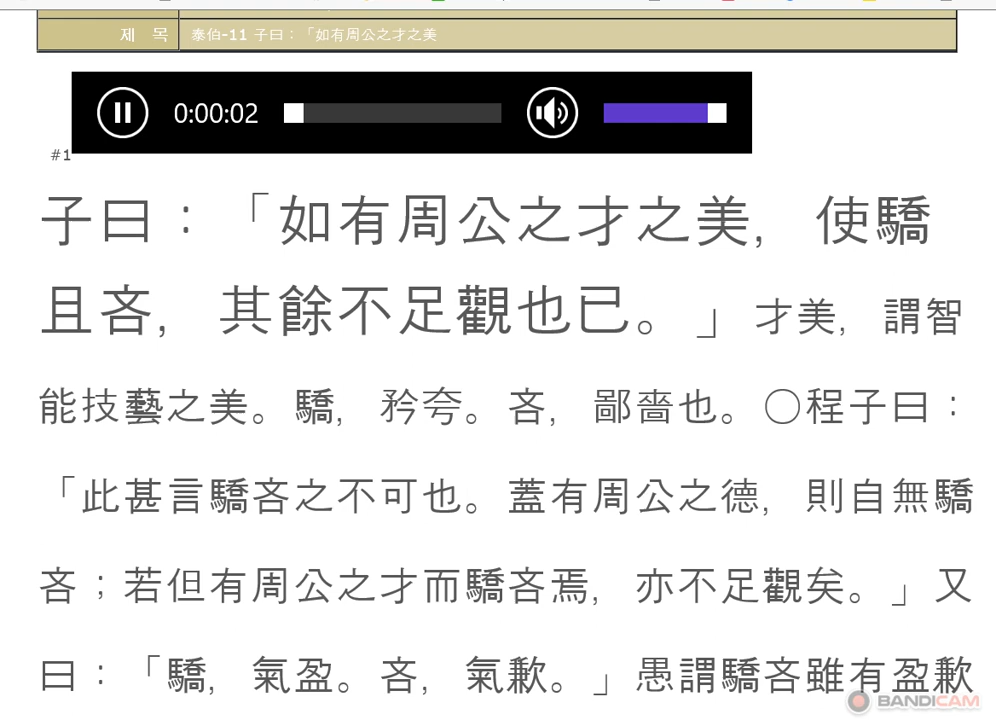 제 목 泰伯-11 子曰：「如有周公之才之美
0:00:02
#1
子曰：「如有周公之才之美, 使驕
且吝, 其餘不足觀也已。」才美, 謂智
能技藝之美。驕, 矜夸。吝, 鄙嗇也。○程子曰：
「此甚言驕吝之不可也。蓋有周公之德, 則自無驕
吝；若但有周公之才而驕吝焉, 亦不足觀矣。」又
曰：「驕, 氣盈。吝, 氣歉。」愚謂驕吝雖有盈歉
BANDICAM